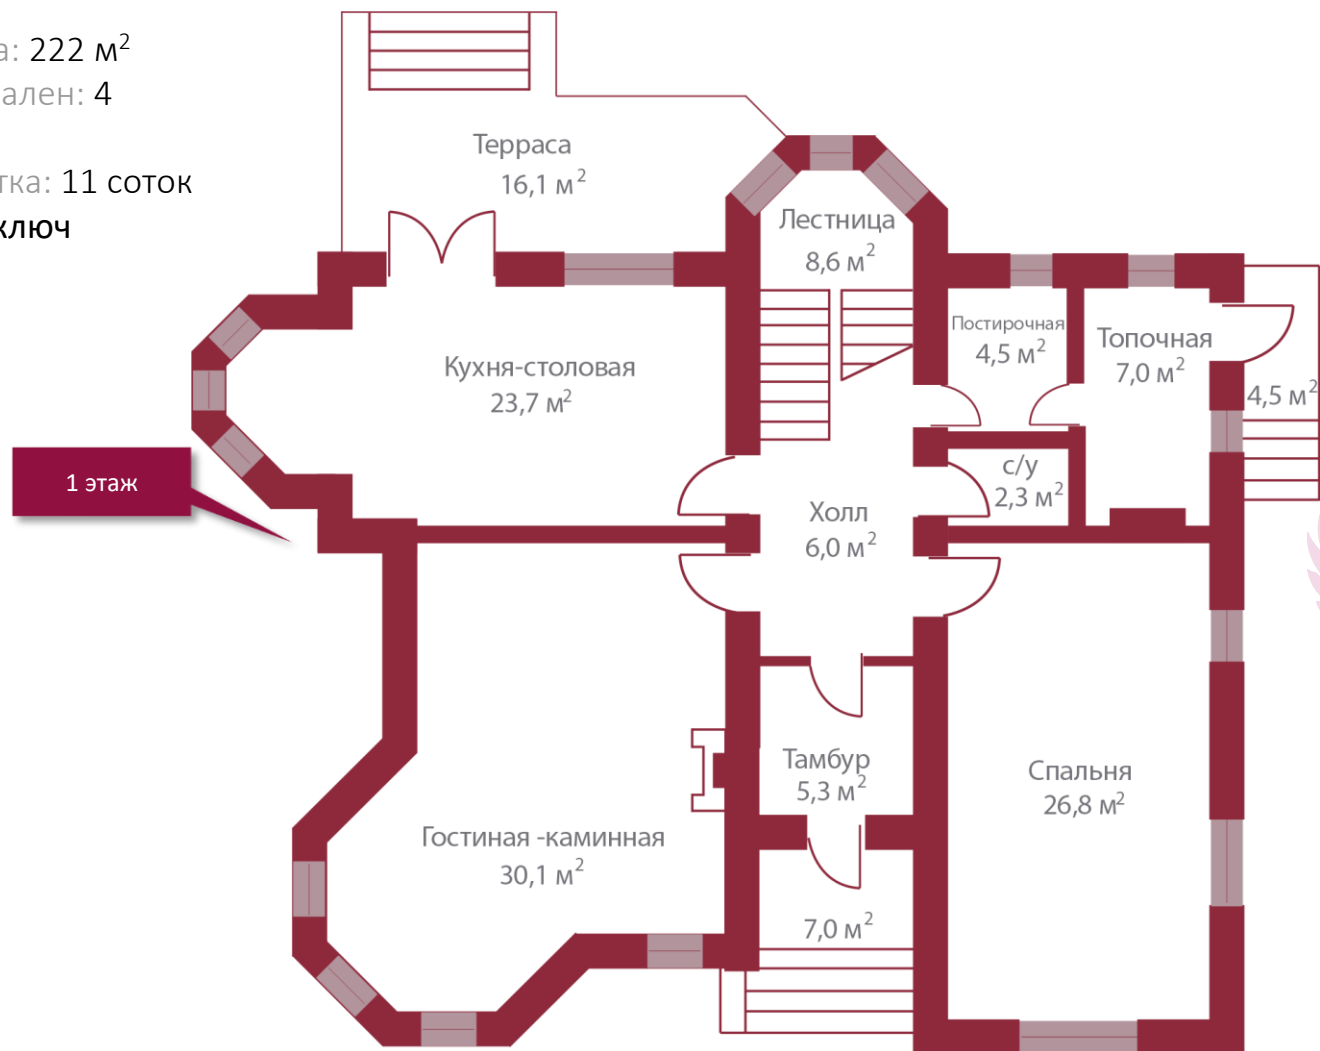 а: 222 м²
ален: 4
тка: 11 соток
ключ
Терраса
16,1 м²
Лестница
8,6 м²
Постирочная
4,5 м²
Топочная
7,0 м²
4,5 м²
Кухня-столовая
23,7 м²
1 этаж
с/у
2,3 м²
Холл
6,0 м²
Тамбур
5,3 м²
Спальня
26,8 м²
Гостиная -каминная
30,1 м²
7,0 м²